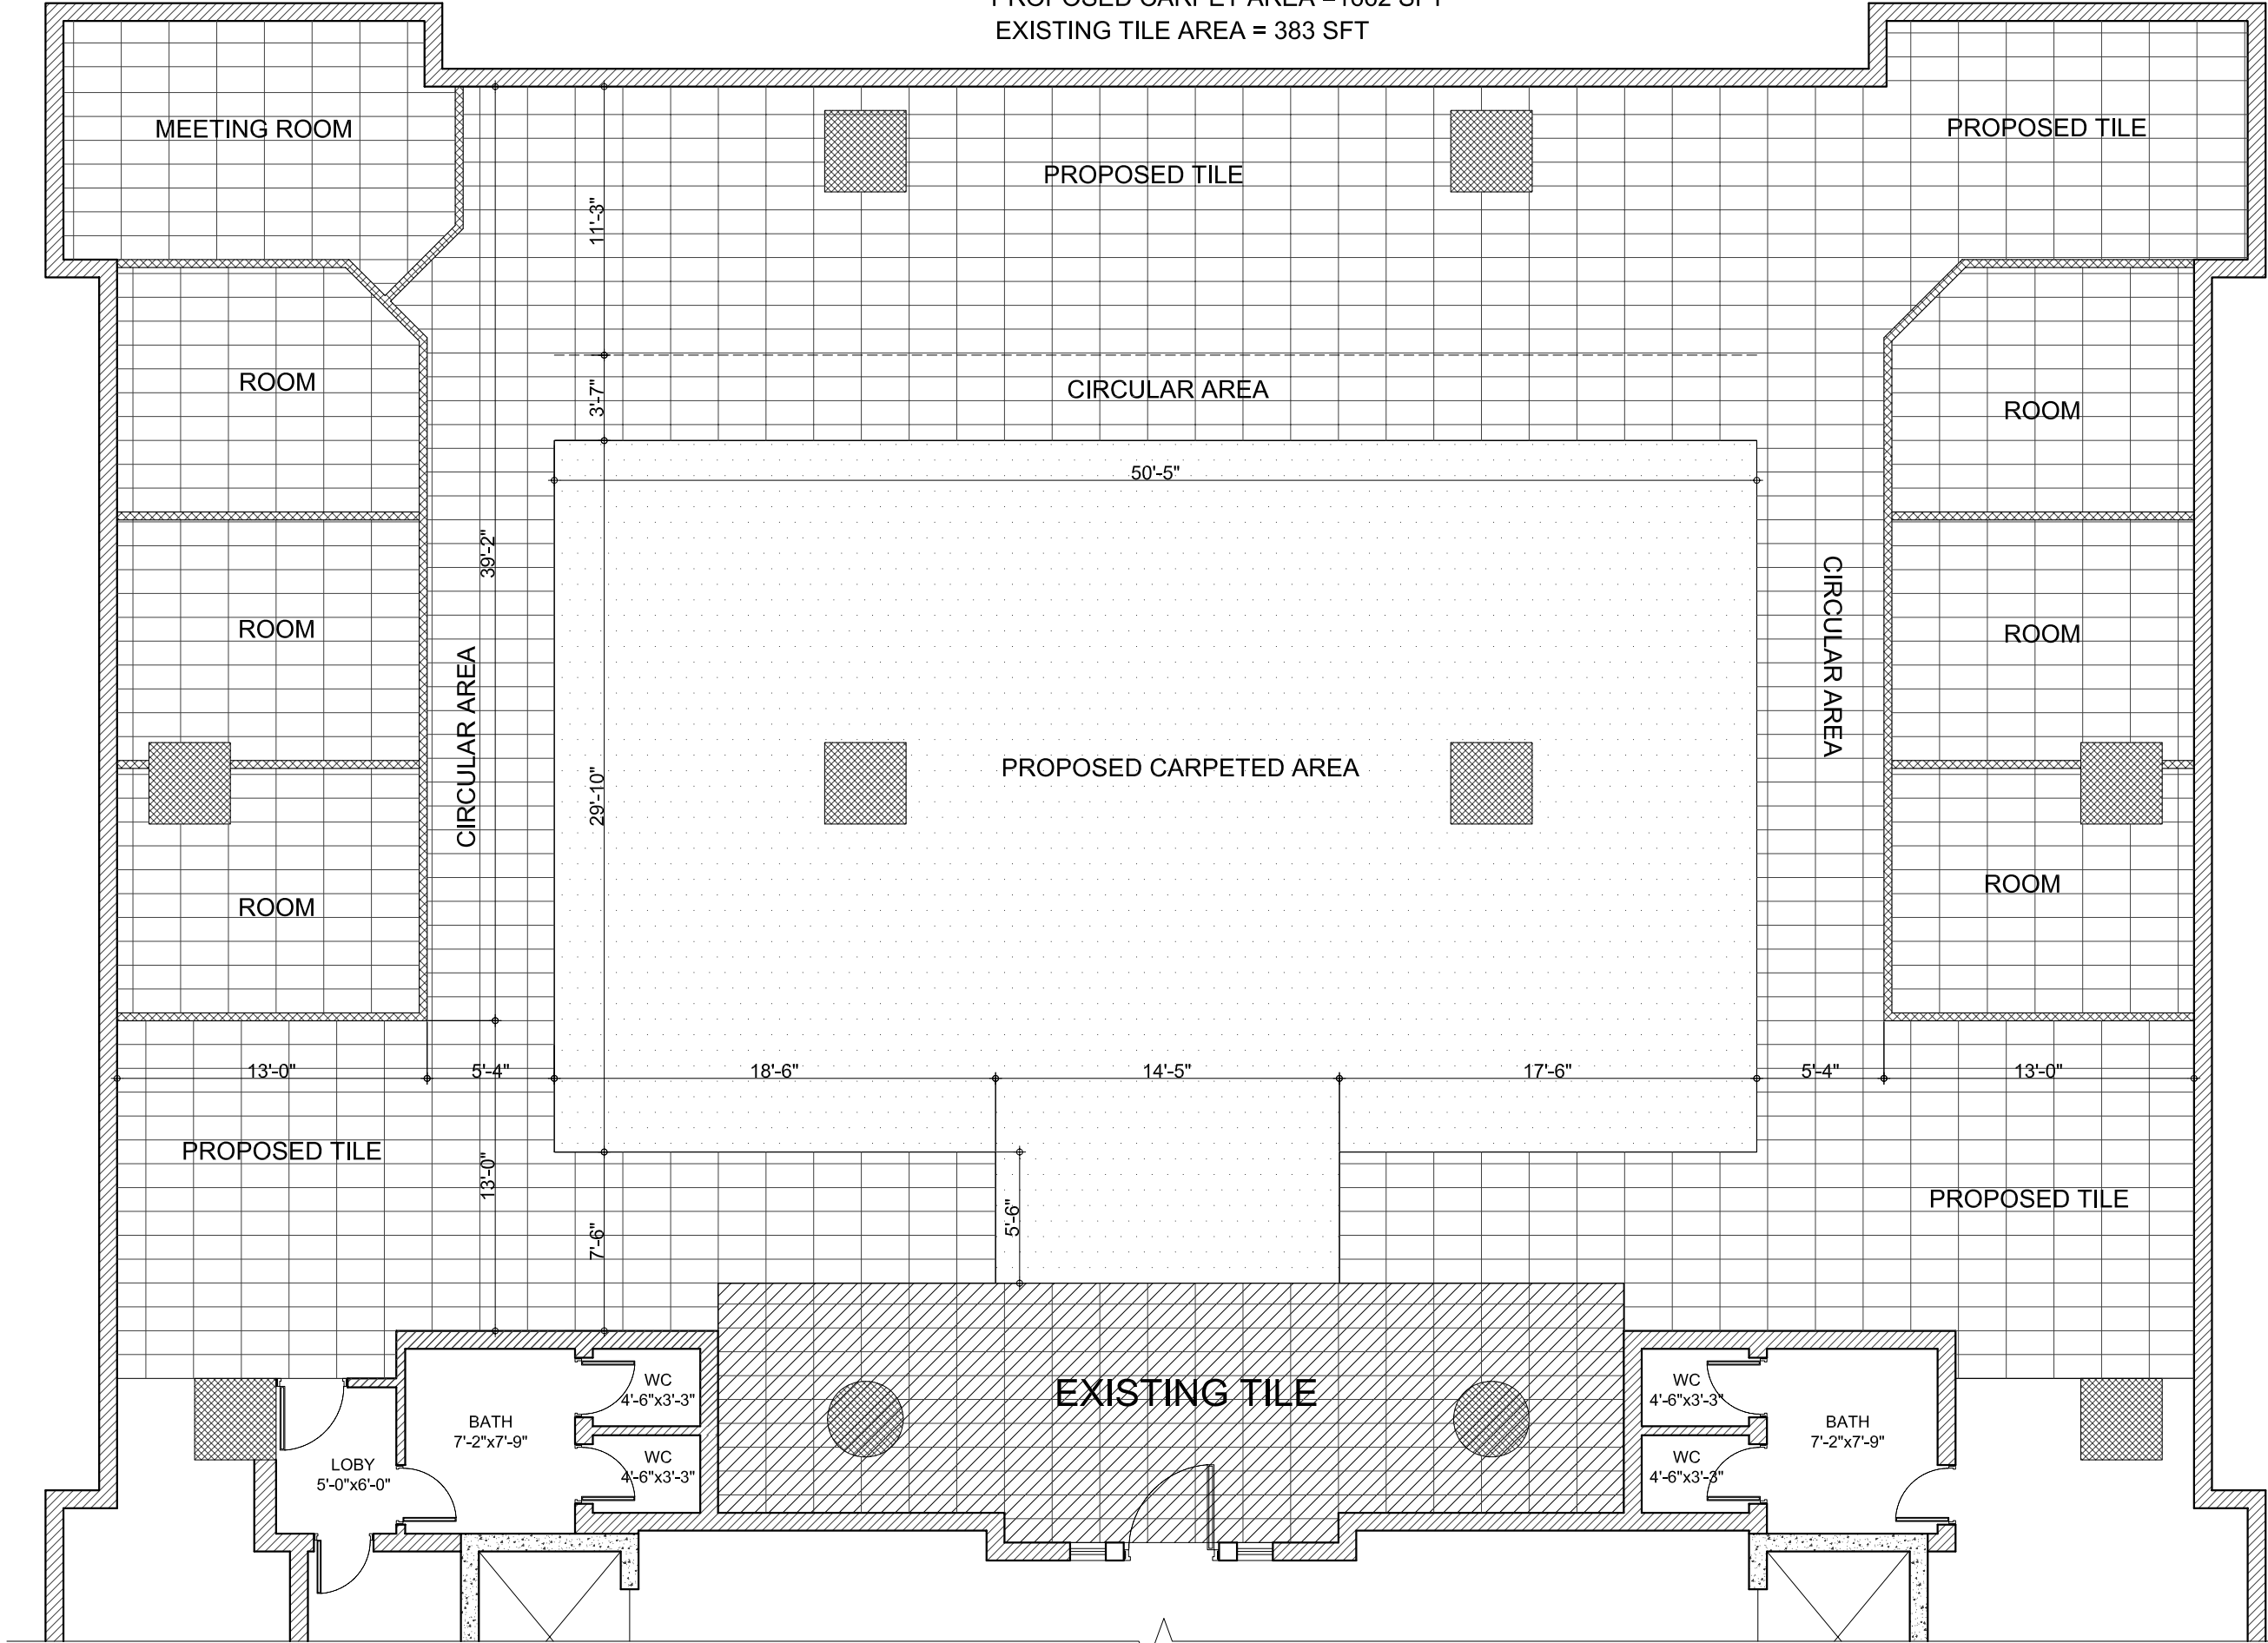 PROPOSED CARPET AREA =1602 SFT
EXISTING TILE AREA = 383 SFT
MEETING ROOM
PROPOSED TILE
PROPOSED TILE
11'-3"
ROOM
3'-7"
CIRCULAR AREA
ROOM
50'-5"
39'-2"
CIRCULAR AREA
ROOM
ROOM
CIRCULAR AREA
29'-10"
PROPOSED CARPETED AREA
ROOM
ROOM
13'-0"
5'-4"
18'-6"
14'-5"
17'-6"
5'-4"
13'-0"
PROPOSED TILE
13'-0"
7'-6"
5'-6"
PROPOSED TILE
EXISTING TILE
WC
4'-6"x3'-3"
BATH
7'-2"x7'-9"
WC
4'-6"x3'-3"
LOBY
5'-0"x6'-0"
WC
4'-6"x3'-3"
BATH
7'-2"x7'-9"
WC
4'-6"x3'-3"